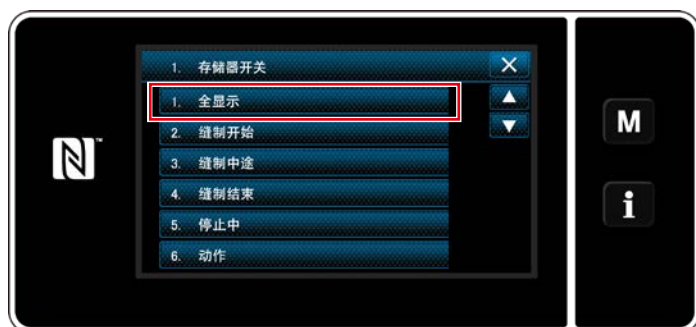 1. 存储器开关
1. 全显示
2. 缝制开始
3. 缝制中途
4. 缝制结束
5. 停止中
6. 动作
N
™
M
i